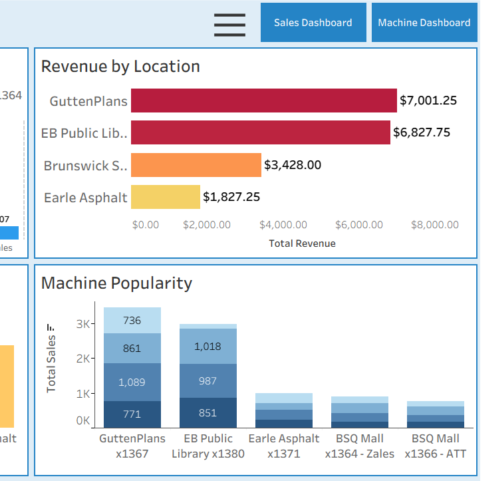 Sales Dashboard
Machine Dashboard
Revenue by Location
GuttenPlans
$7,001.25
EB Public Lib..
$6,827.75
Brunswick S..
$3,428.00
Earle Asphalt
$1,827.25
$0.00 $2,000.00 $4,000.00 $6,000.00 $8,000.00
Total Revenue
364
07
les
Machine Popularity
Total Sales
3K
2K
1K
0K
736
861
1,089
771
1,018
987
851
GuttenPlans
x1367
EB Public
Library x1380
Earle Asphalt
x1371
BSQ Mall
x1364 - Zales
BSQ Mall
x1366 - ATT
alt